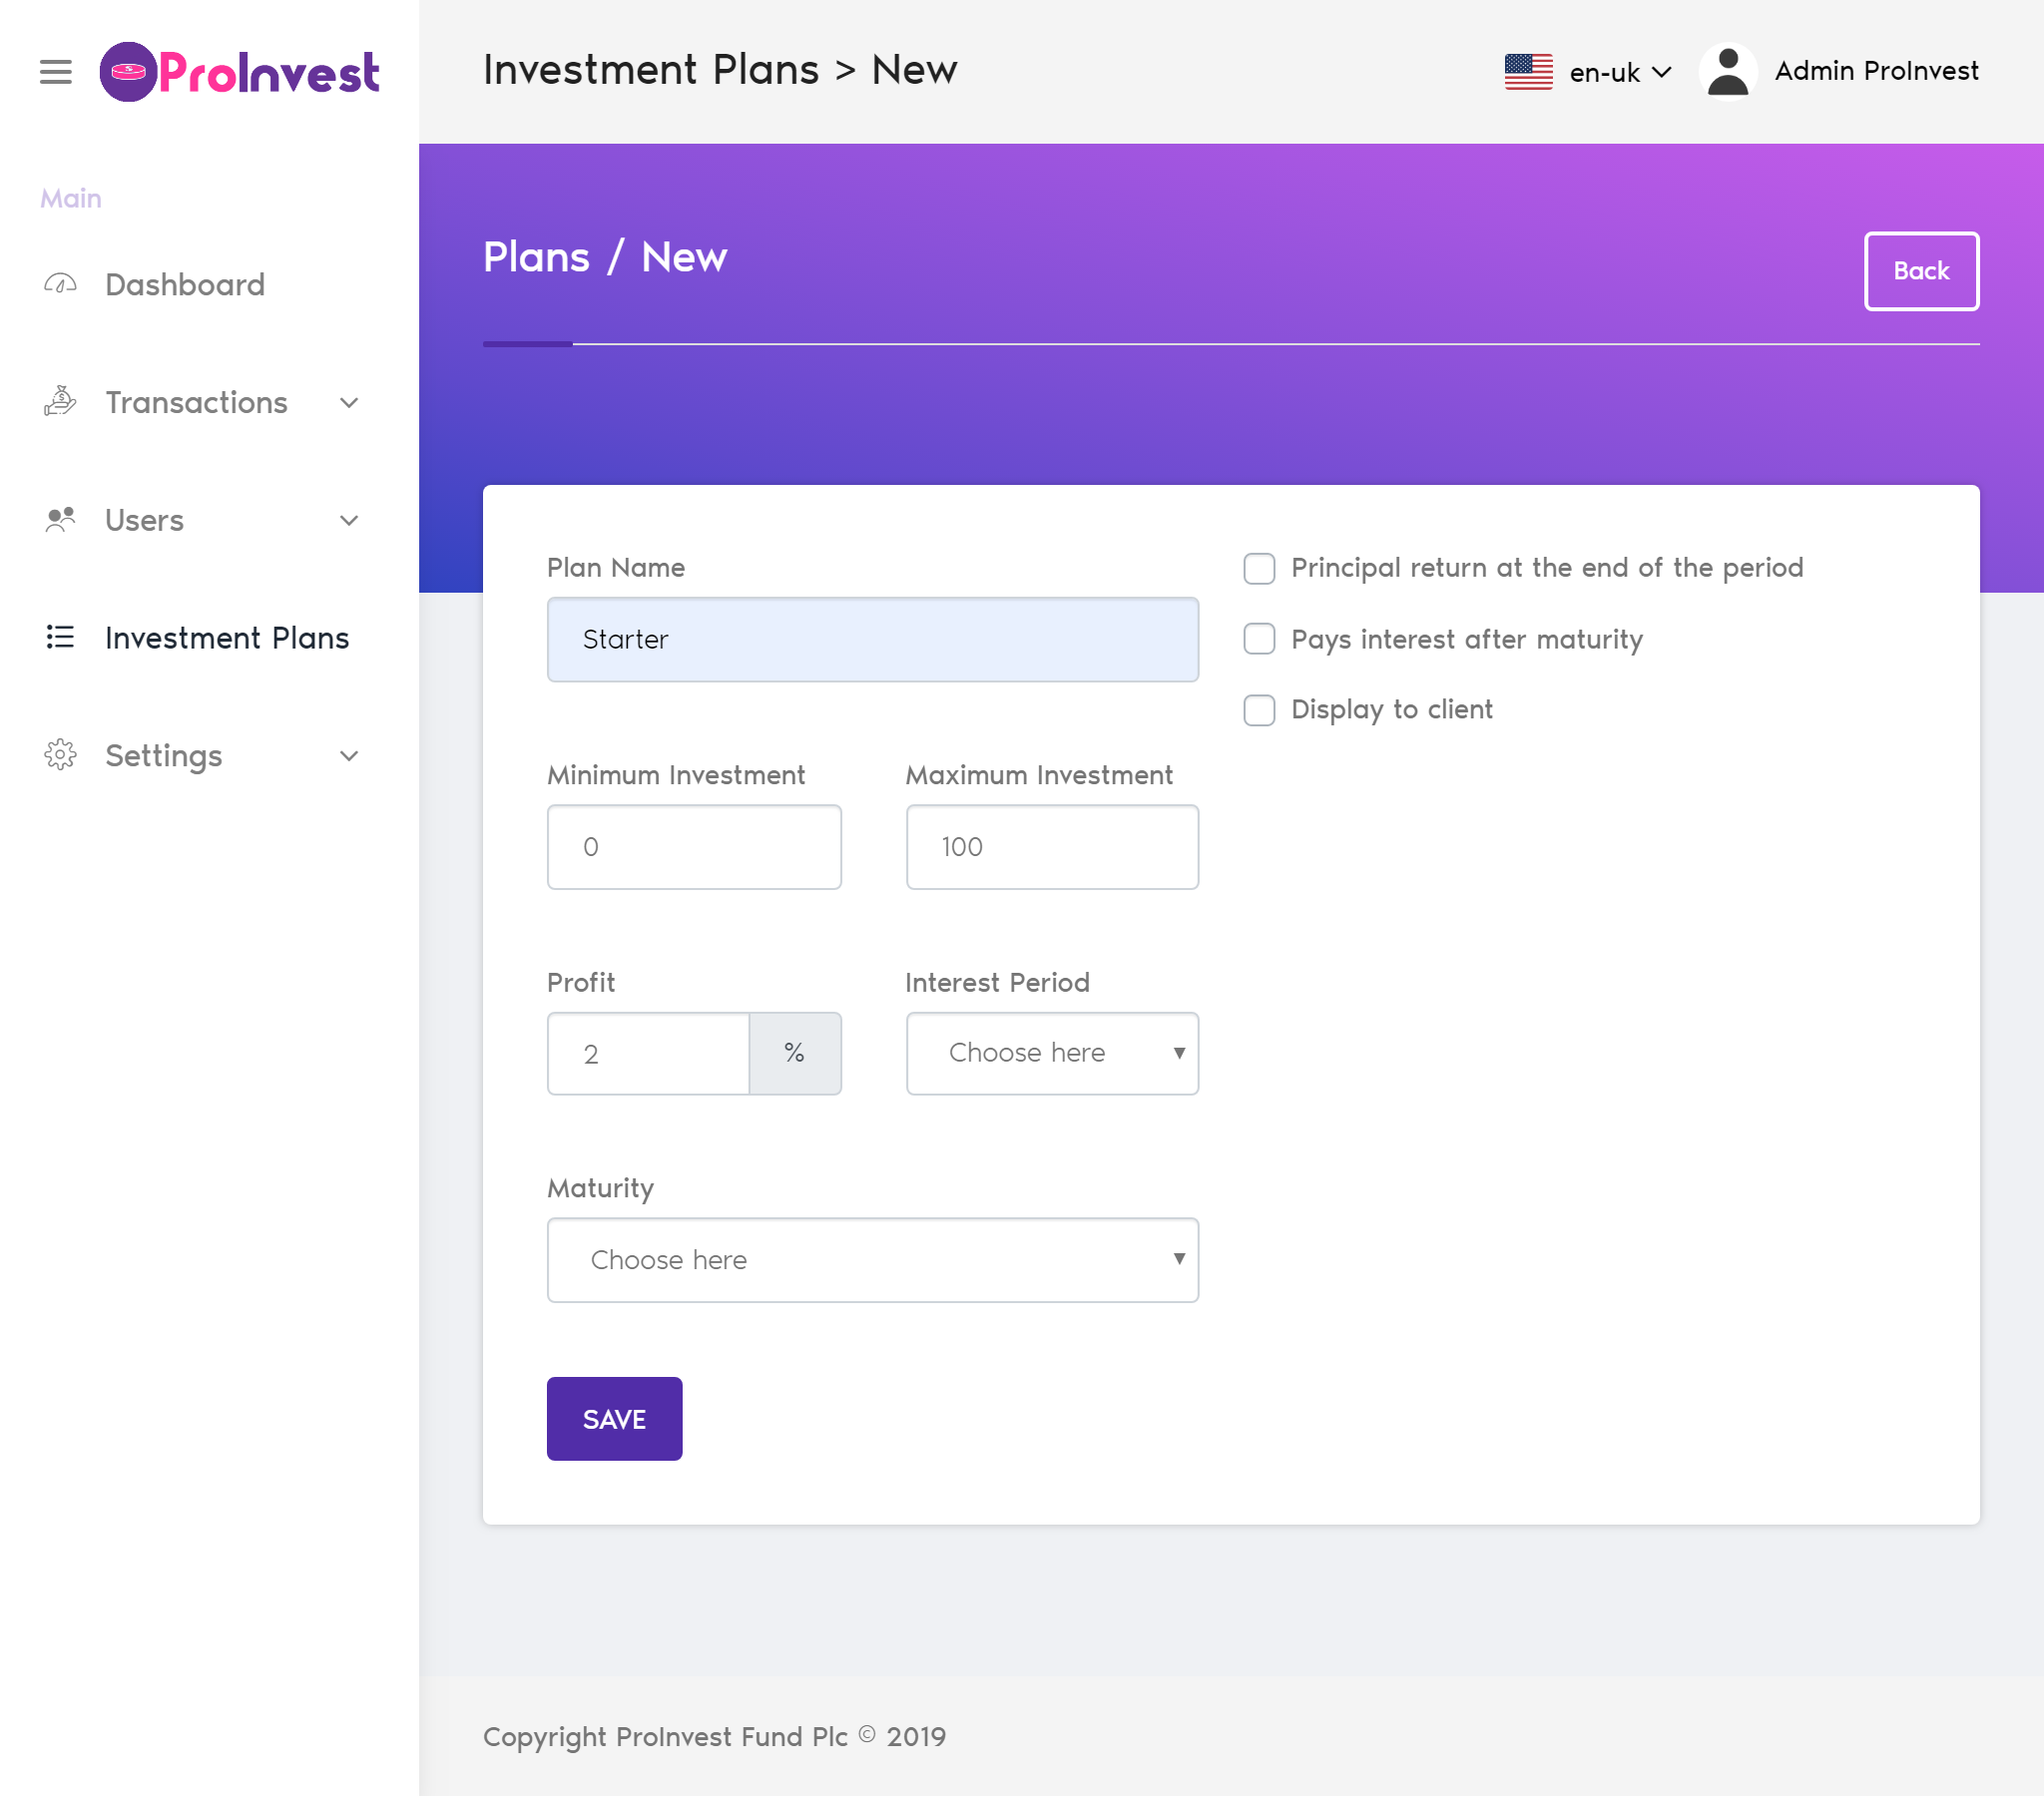 ProInvest
Investment Plans > New
en-uk
Admin ProInvest
Main
Dashboard
Transactions
Users
Investment Plans
Settings
Plans / New
Back
Plan Name
Starter
Principal return at the end of the period
Pays interest after maturity
Display to client
Minimum Investment
Maximum Investment
0
100
Profit
Interest Period
2
%
Choose here
Maturity
Choose here
SAVE
Copyright ProInvest Fund Plc © 2019